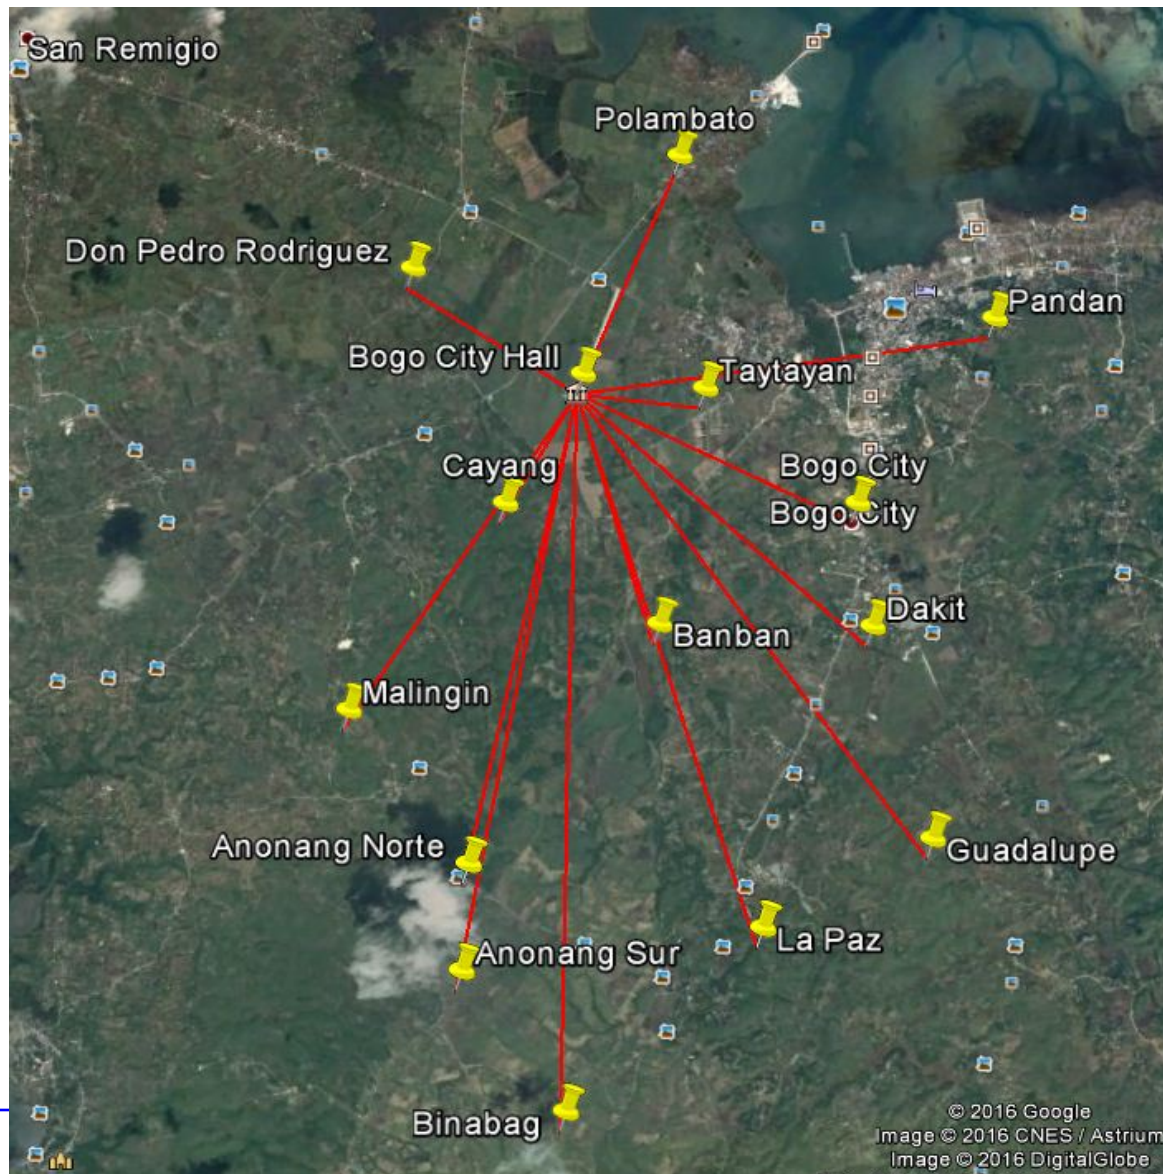 San Remigio
Polambato
Don Pedro Rodriguez
Pandan
Bogo City Hall
Taytayan
Cayang
Bogo City
Bogo City
Dakit
Banban
Malingin
Anonang Norte
Guadalupe
La Paz
Anonang Sur
Binabag
© 2016 Google
Image © 2016 CNES / Astrium
Image © 2016 DigitalGlobe